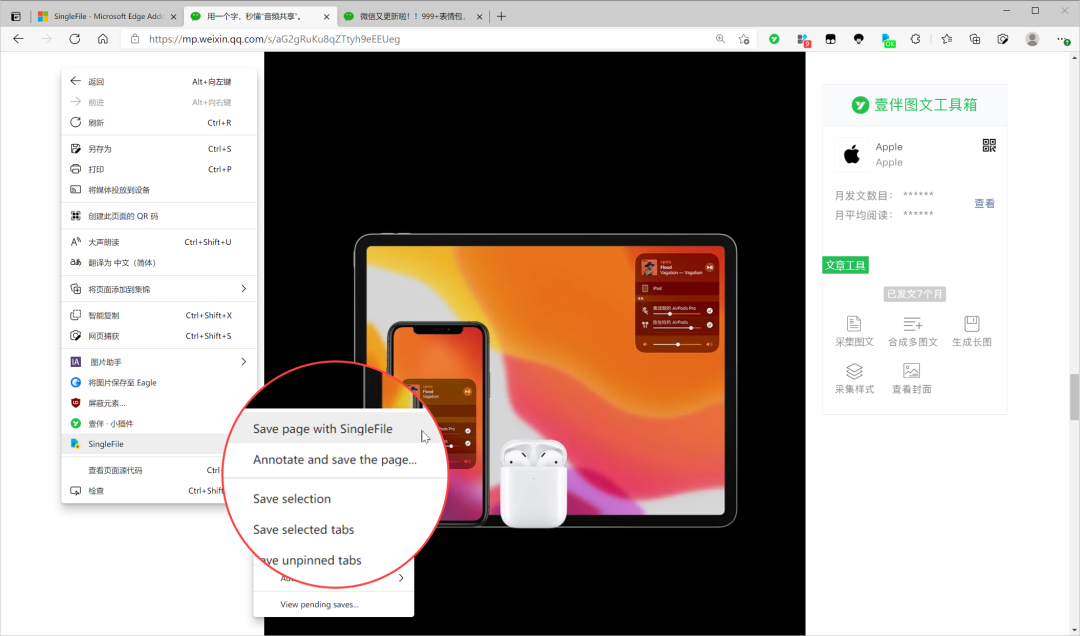 SingleFile - Microsoft Edge Adde
用一个字，秒懂“音频共享”。
微信又更新啦！！999+表情包，
https://mp.weixin.qq.com/s/aG2gRuKu8qZTtyh9eEEUeg
9
OK
返回 Alt+向左键
前进 Alt+向右键
刷新 Ctrl+R
另存为 Ctrl+S
打印 Ctrl+P
将媒体投放到设备
创建此页面的 QR 码
大声朗读 Ctrl+Shift+U
翻译为 中文（简体）
将页面添加到集锦
智能复制 Ctrl+Shift+X
网页捕获 Ctrl+Shift+S
IA 图片助手
将图片保存至 Eagle
屏蔽元素...
壹伴 · 小插件
SingleFile
查看页面源代码 Ctrl+
检查 Ctrl+Shift
Save page with SingleFile
Annotate and save the page...
Save selection
Save selected tabs
ave unpinned tabs
View pending saves...
Flood
Vagabon — Vagabon
iPad
Flood
Vagabon
壹伴图文工具箱
Apple
Apple
月发文数目： ******
月平均阅读： ******
查看
文章工具
已发文7个月
采集图文 合成多图文 生成长图
采集样式 查看封面